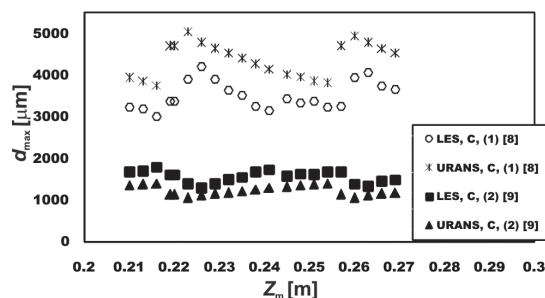 5000
4000
3000
2000
1000
0
d max [μm]
0.2 0.21 0.22 0.23 0.24 0.25 0.26 0.27 0.28 0.29 0.3
Z m [m]
LES, C, (1) [8]
URANS, C, (1) [8]
LES, C, (2) [9]
URANS, C, (2) [9]